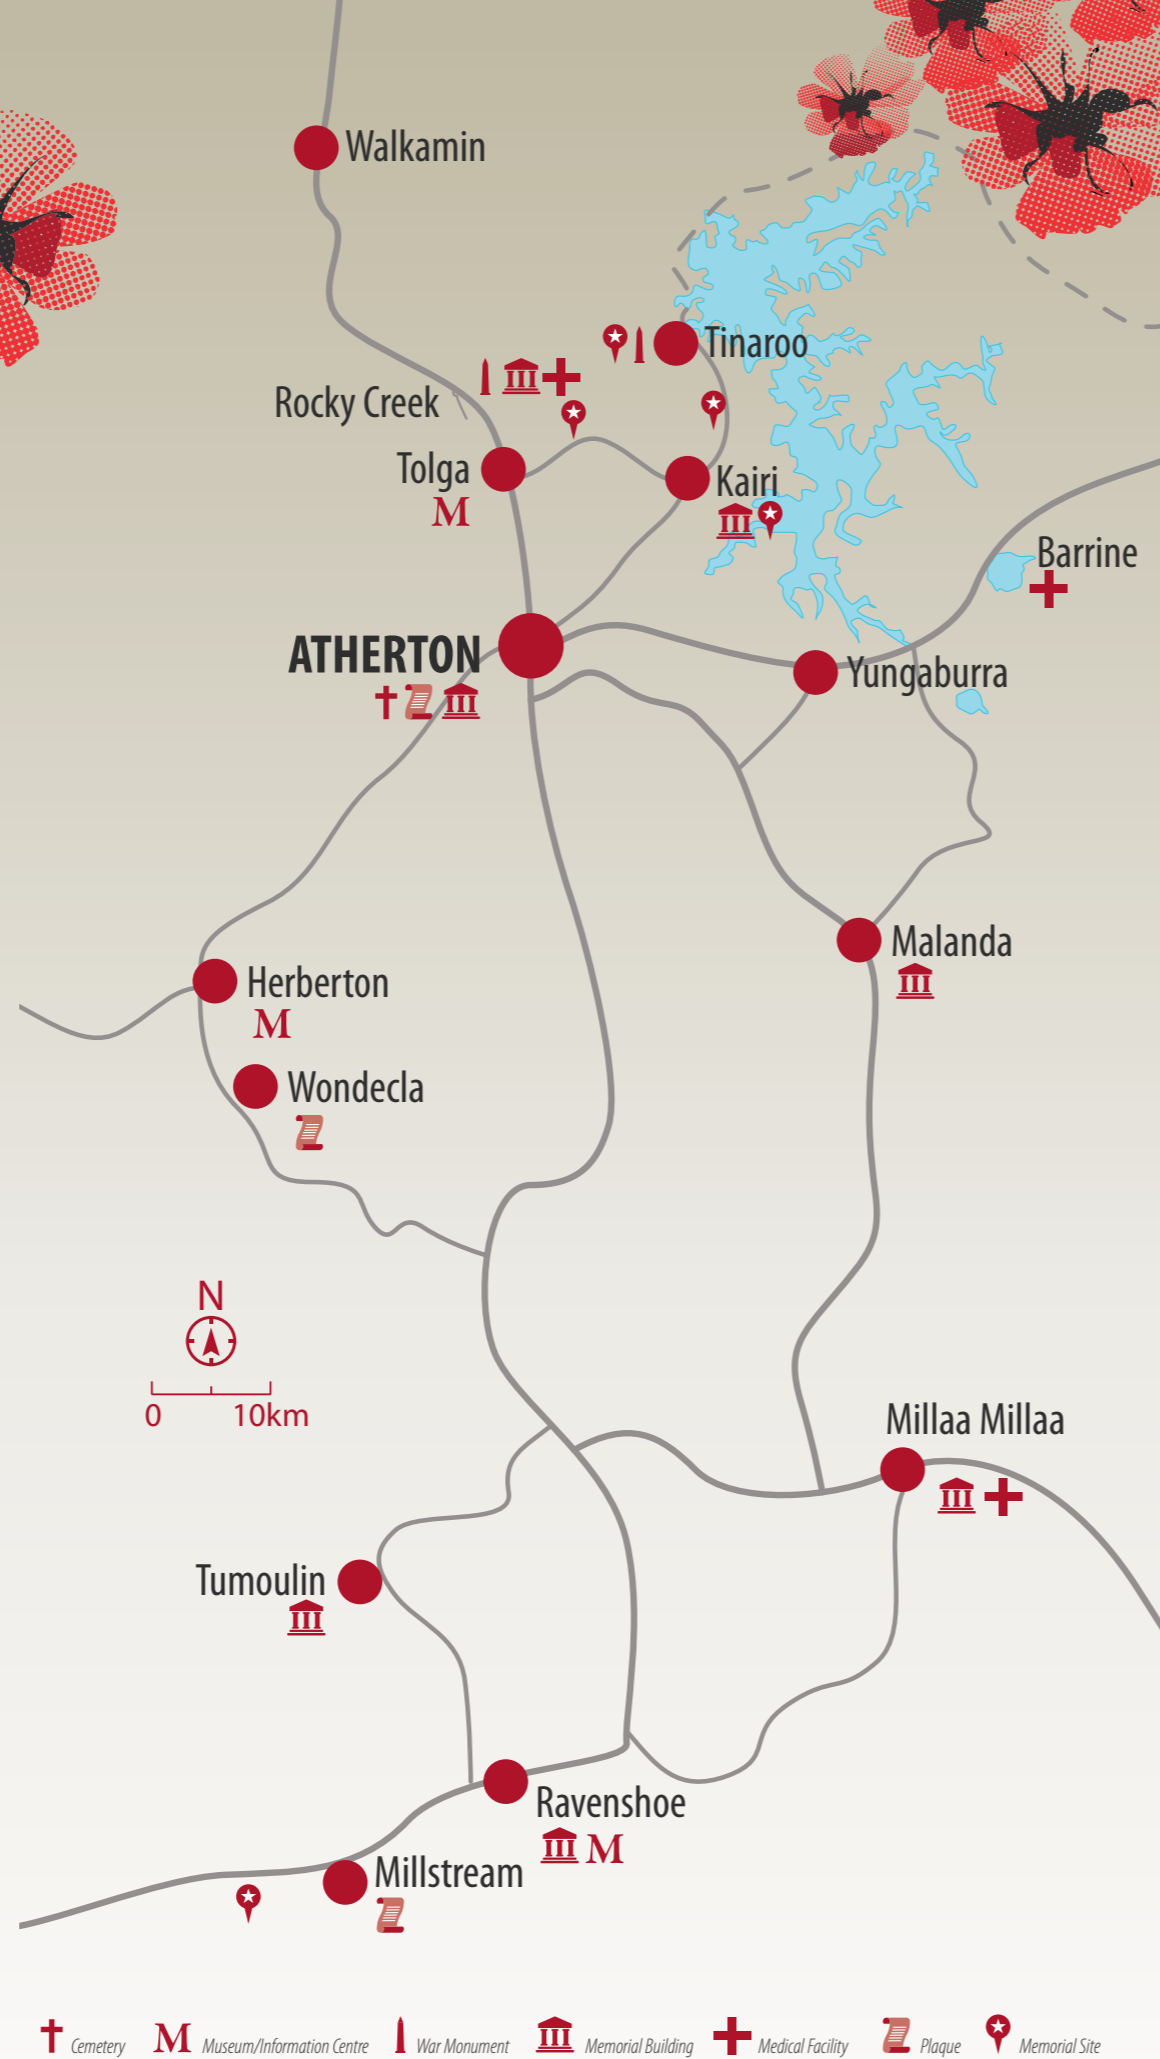 Walkamin
Tinaroo
Rocky Creek
Tolga
M
Kairi
Barrine
ATHERTON
Yungaburra
Malanda
Herberton
M
Wondecla
N
0 10km
Millaa Millaa
Tumoulin
Ravenshoe
M
Millstream
Cemetery M Museum/Information Centre War Monument Memorial Building Medical Facility Plaque Memorial Site